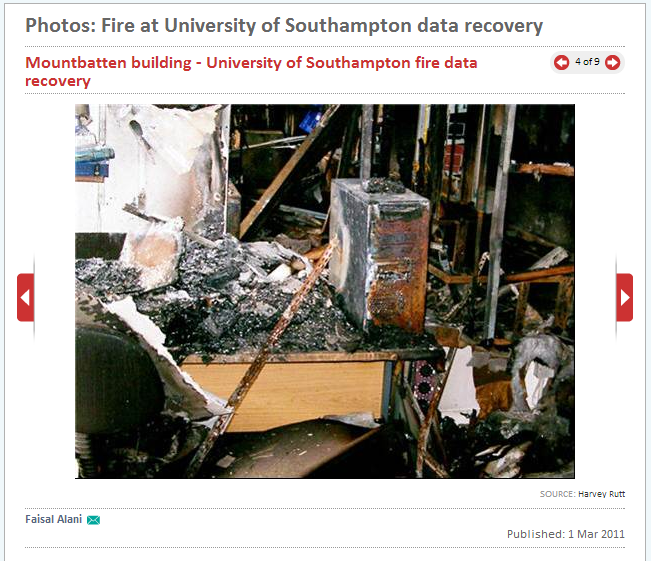 Photos: Fire at University of Southampton data recovery
Mountbatten building - University of Southampton fire data
recovery
4 of 9
SOURCE: Harvey Rutt
Faisal Alani
Published: 1 Mar 2011